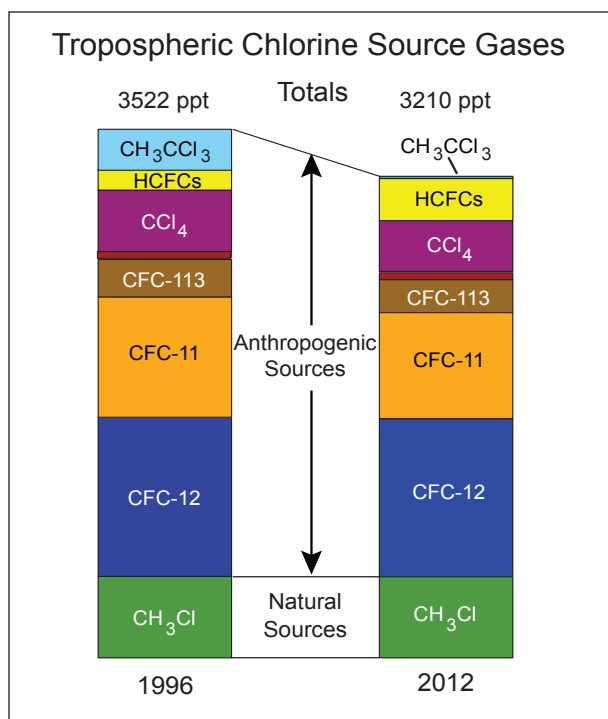 Tropospheric Chlorine Source Gases
3522 ppt
Totals
3210 ppt
CH₃CCl₃
HCFCs
CCl₄
CFC-113
CFC-11
CFC-12
CH₃Cl
1996
Anthropogenic
Sources
Natural
Sources
CH₃CCl₃
HCFCs
CCl₄
CFC-113
CFC-11
CFC-12
CH₃Cl
2012